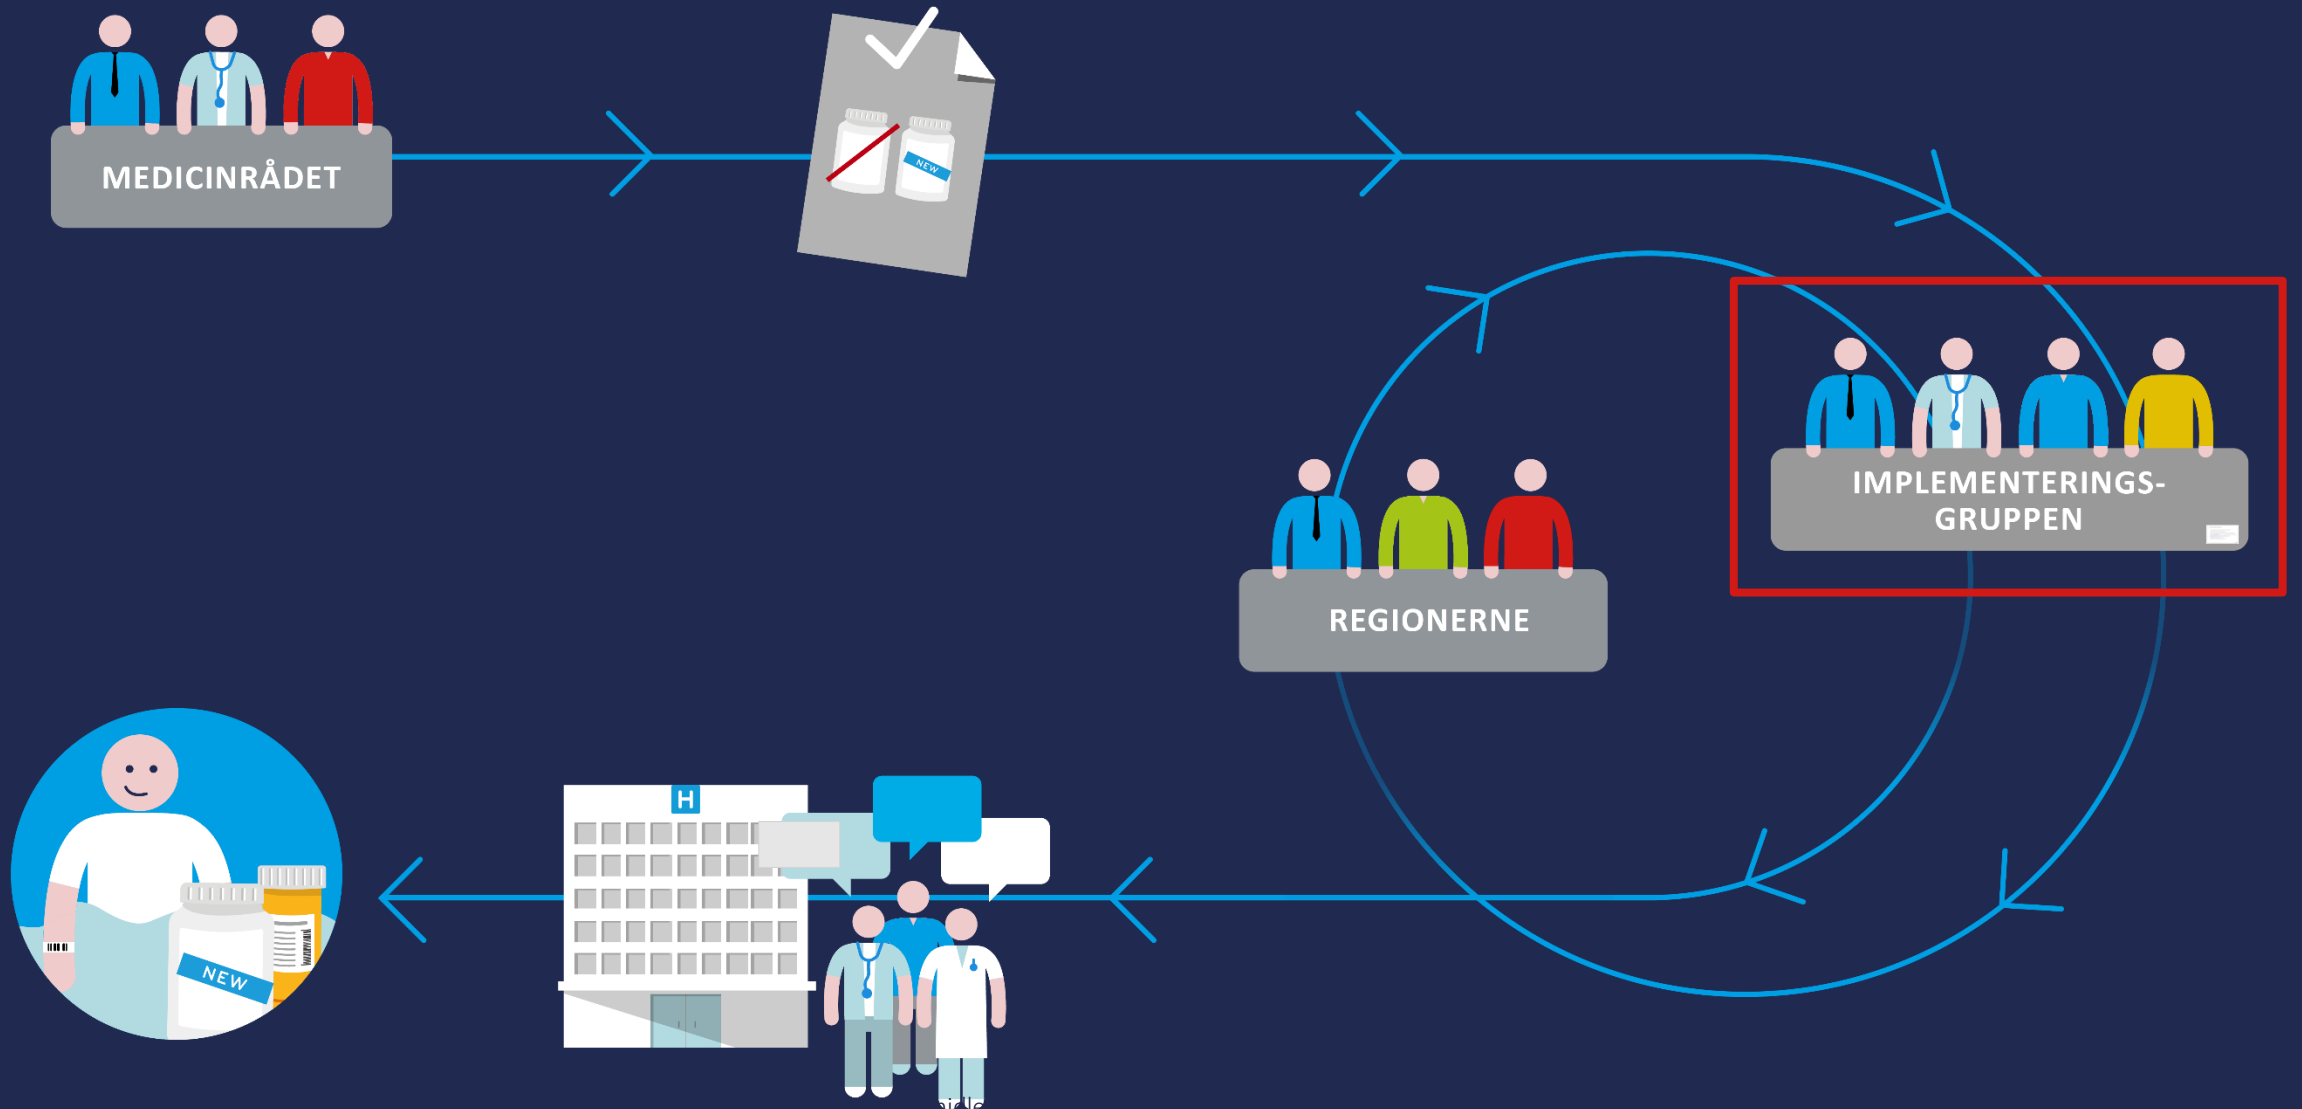 MEDICINRÅDET
NEW
IMPLEMENTERINGS-
GRUPPEN
REGIONERNE
H
NEW